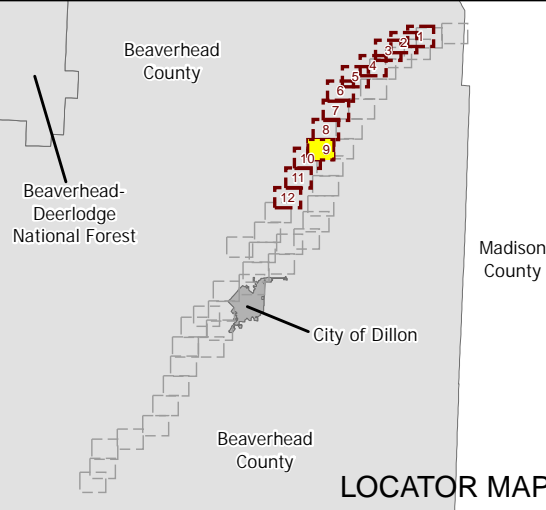 Beaverhead
County
1
2
3
4
5
6
7
8
9
10
11
12
Beaverhead-
Deerlodge
National Forest
Madison
County
City of Dillon
Beaverhead
County
LOCATOR MAP